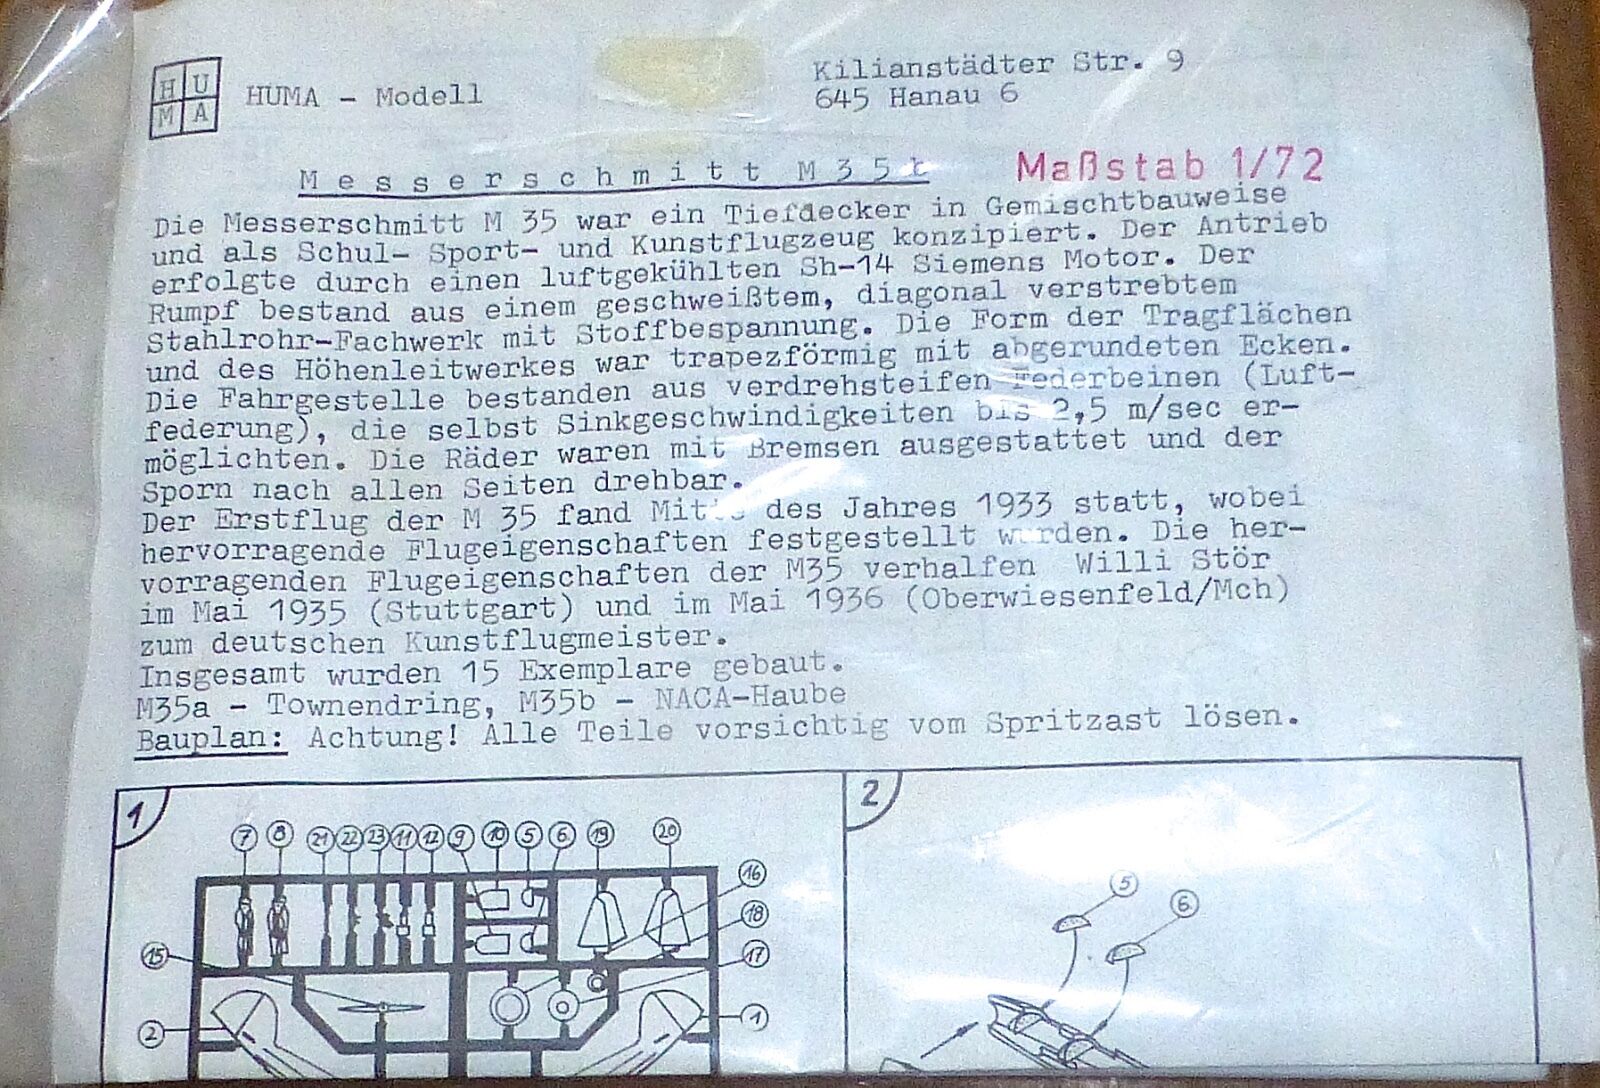 HU
MA
HUMA - Modell
Kilianstädter Str. 9
645 Hanau 6
Messerschmitt M 35b
Maßstab 1/72
Die Messerschmitt M 35 war ein Tiefdecker in Gemischtbauweise
und als Schul- Sport- und Kunstflugzeug konzipiert. Der Antrieb
erfolgte durch einen luftgekühlten Sh-14 Siemens Motor. Der
Rumpf bestand aus einem geschweißtem, diagonal verstrebtem
Stahlrohr-Fachwerk mit Stoffbespannung. Die Form der Tragflächen
und des Höhenleitwerkes war trapezförmig mit abgerundeten Ecken.
Die Fahrgestelle bestanden aus verdrehsteifen Federbeinen (Luft-
federung), die selbst Sinkgeschwindigkeiten bis 2,5 m/sec er-
möglichten. Die Räder waren mit Bremsen ausgestattet und der
Sporn nach allen Seiten drehbar.
Der Erstflug der M 35 fand Mitte des Jahres 1933 statt, wobei
hervorragende Flugeigenschaften festgestellt wurden. Die her-
vorragenden Flugeigenschaften der M35 verhalfen Willi Stör
im Mai 1935 (Stuttgart) und im Mai 1936 (Oberwiesenfeld/Mch)
zum deutschen Kunstflugmeister.
Insgesamt wurden 15 Exemplare gebaut.
M35a - Townendring, M35b - NACA-Haube
Bauplan: Achtung! Alle Teile vorsichtig vom Spritzast lösen.
1
7 8 21 22 23 11 12 9 10 5 6 19 20
16
18
17
15
2
1
2
5
6